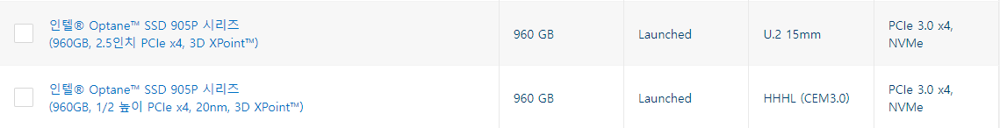 인텔® Optane™ SSD 905P 시리즈
(960GB, 2.5인치 PCIe x4, 3D XPoint™)
960 GB
Launched
U.2 15mm
PCIe 3.0 x4,
NVMe
인텔® Optane™ SSD 905P 시리즈
(960GB, 1/2 높이 PCIe x4, 20nm, 3D XPoint™)
960 GB
Launched
HHHL (CEM3.0)
PCIe 3.0 x4,
NVMe